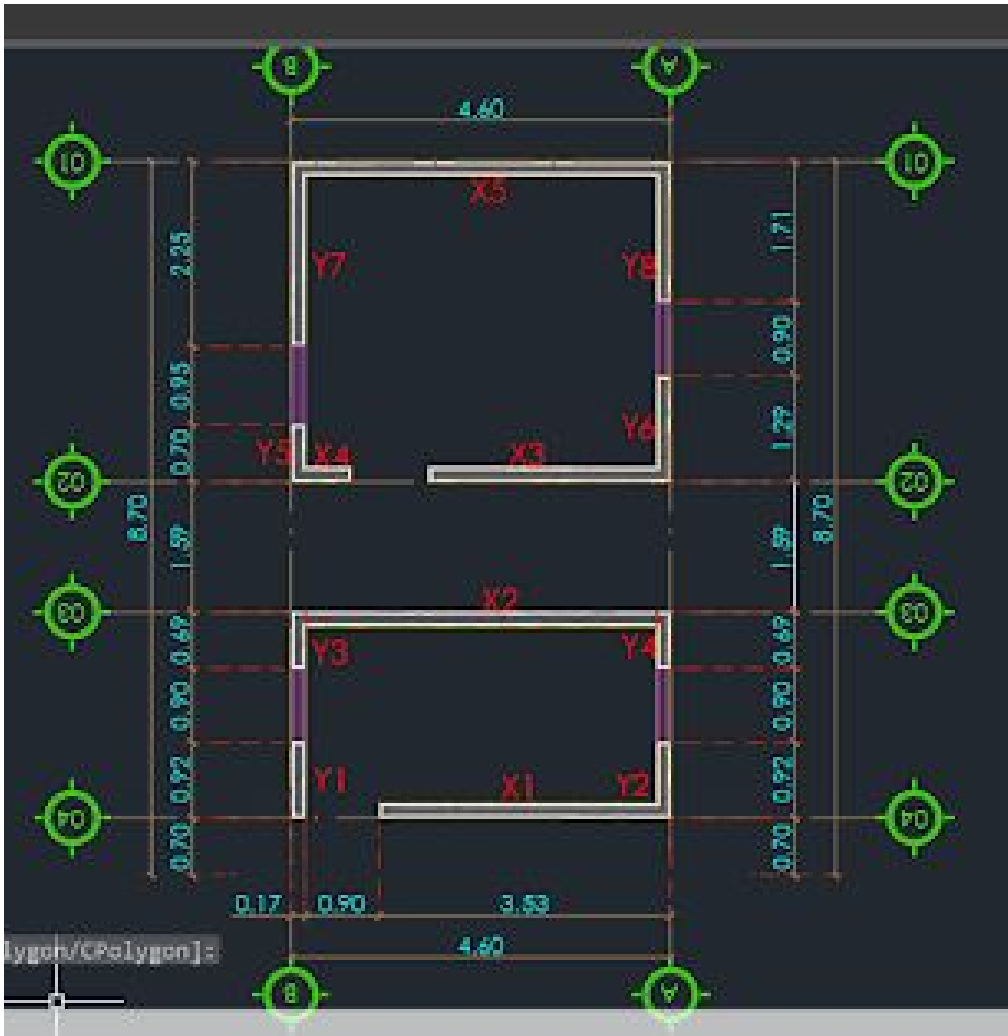 B A
4.60
01 01
X5
2.25 Y7 Y8 1.71
0.95 0.90
0.70 Y5 X4 X3 Y6 1.29
02 02
8.70 1.59 1.59 8.70
X2
03 03
0.69 Y3 Y4 0.69
0.90 0.90
0.92 Y1 X1 Y2 0.92
04 04
0.70 0.70
0.17 0.90 3.53
4.60
lygon/CPolygon]:
B A